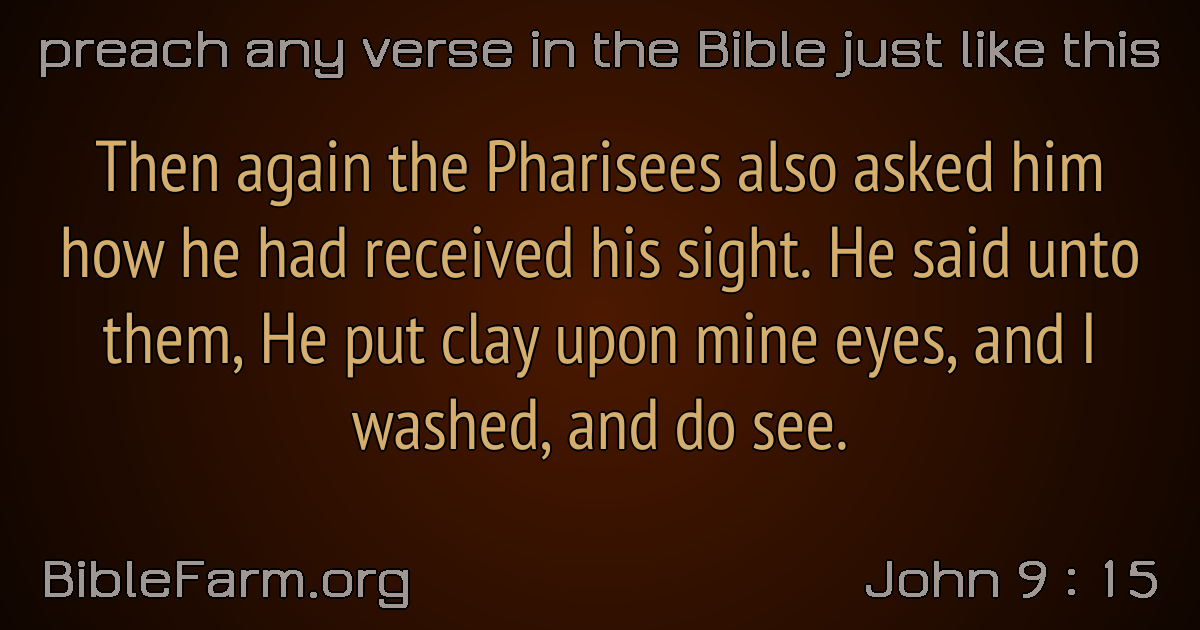 preach any verse in the Bible just like this
Then again the Pharisees also asked him
how he had received his sight. He said unto
them, He put clay upon mine eyes, and I
washed, and do see.
BibleFarm.org
John 9 : 15